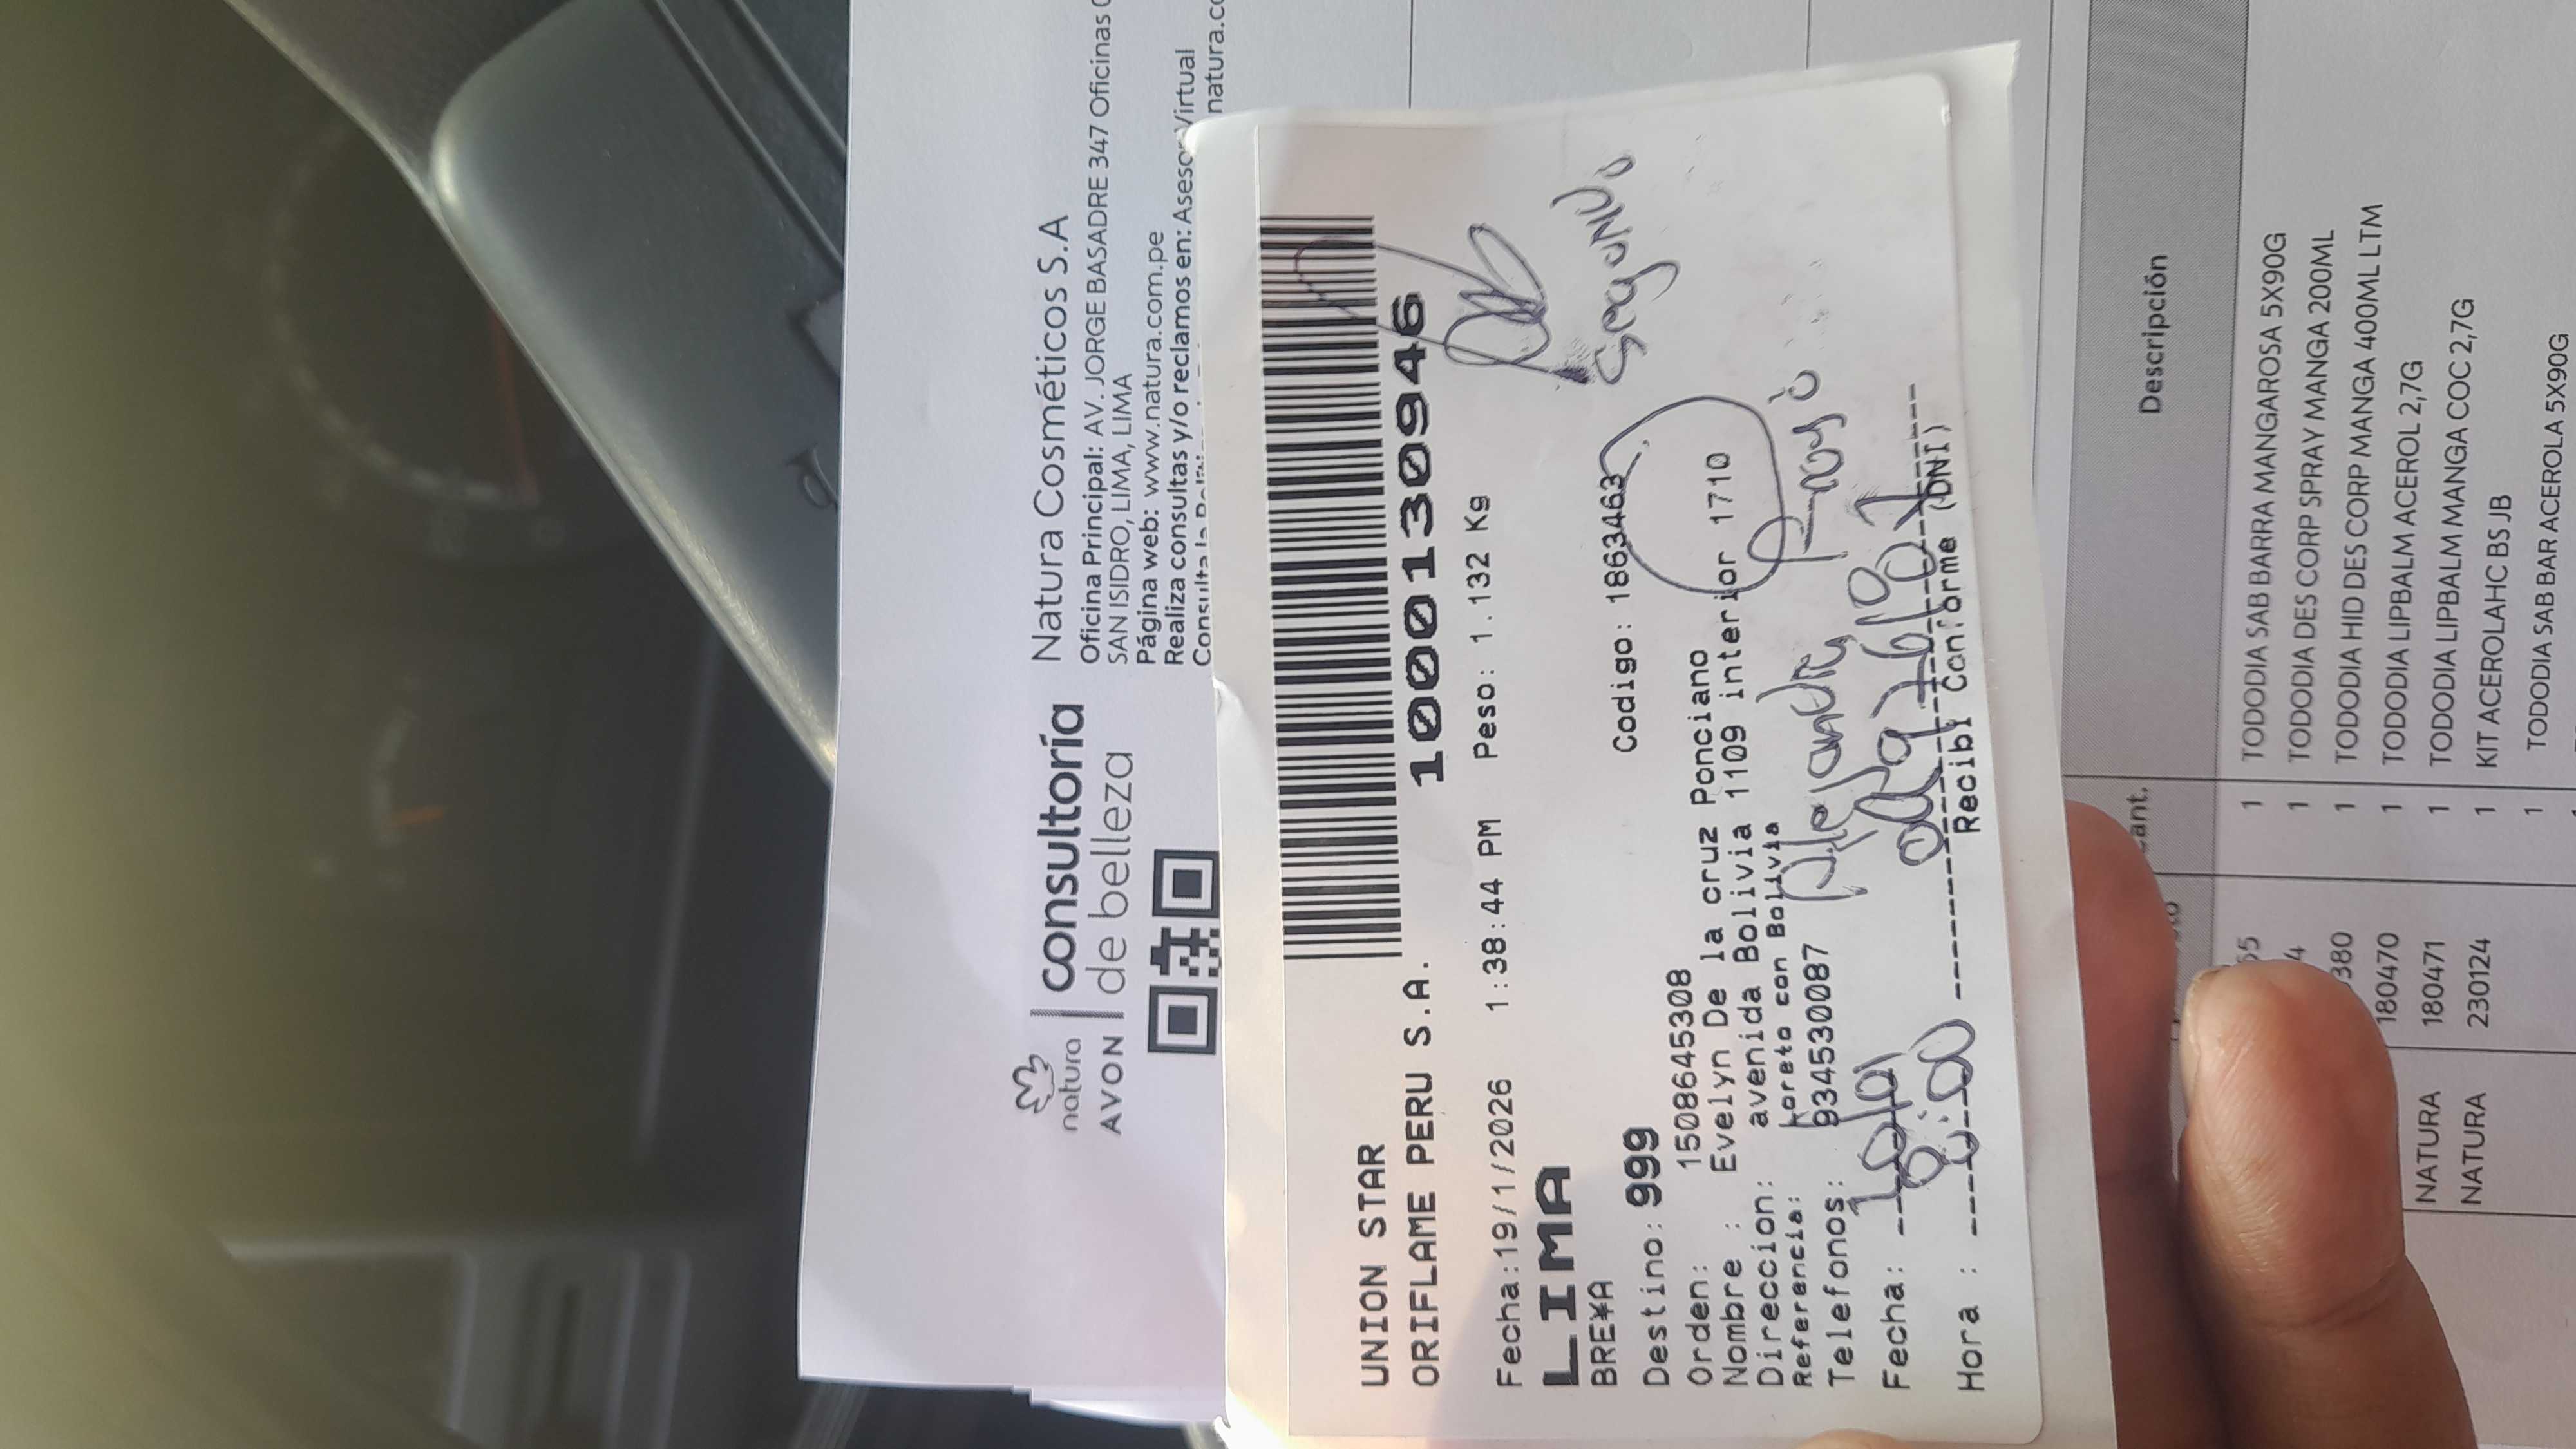 natura
AVON
consultoría
de belleza
Natura Cosméticos S.A
Oficina Principal: AV. JORGE BASADRE 347 Oficinas
SAN ISIDRO, LIMA, LIMA
Página web: www.natura.com.pe
Realiza consultas y/o reclamos en: Asesor Virtual
natura.co
Consulta la
UNION STAR
ORIFLAME PERU S.A.
10000130946
Fecha:19/1/2026 1:38:44 PM Peso: 1.132 Kg
LIMA
BRE¥A
Destino: 999 Codigo: 1863463
Orden: 1508645308
Nombre : Evelyn De la cruz Ponciano
Direccion: avenida Bolivia 1109 interior 1710
Referencia: Loreto con Bolivia
Telefonos: 934530087
Alejandro
Segundo
Fecha:
Hora :
Recibi Conforme (DNI)
Descripción
1 TODODIA SAB BARRA MANGAROSA 5X90G
1 TODODIA DES CORP SPRAY MANGA 200ML
380 1 TODODIA HID DES CORP MANGA 400ML LTM
180470 1 TODODIA LIPBALM ACEROL 2,7G
NATURA 180471 1 TODODIA LIPBALM MANGA COC 2,7G
NATURA 230124 1 KIT ACEROLAHC BS JB
1 TODODIA SAB BAR ACEROLA 5X90G